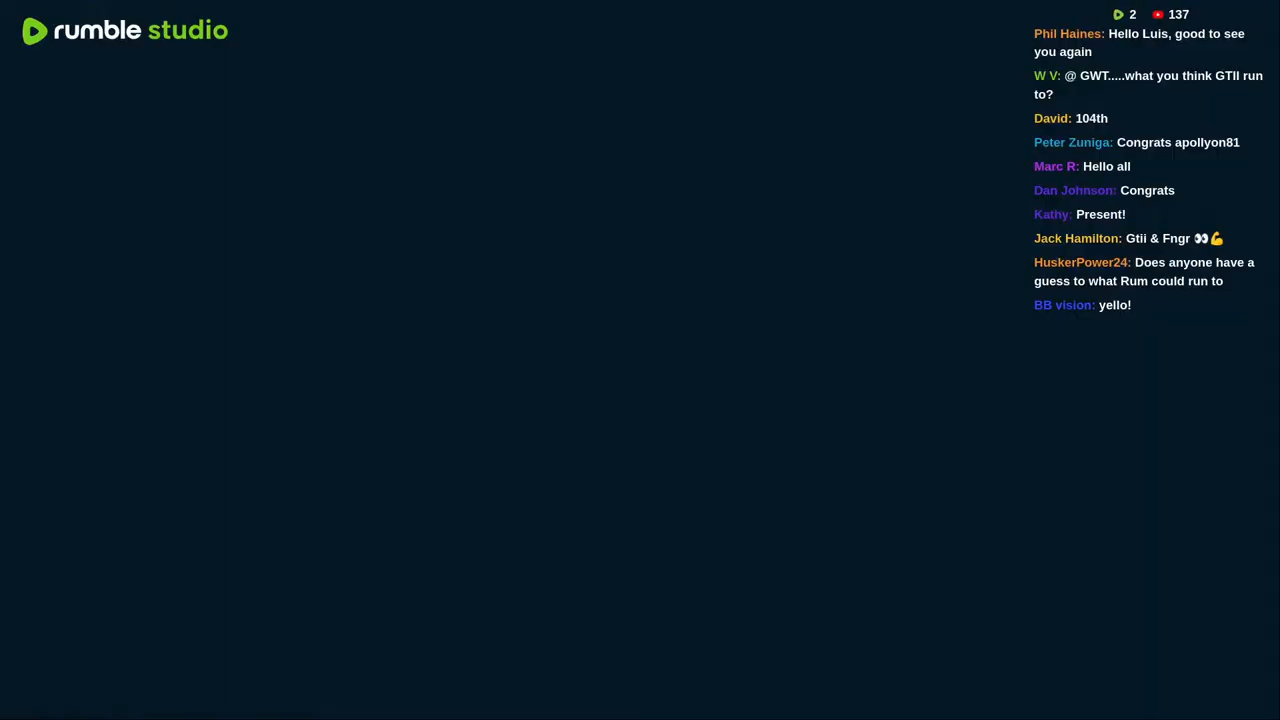 rumble studio
2 137
Phil Haines: Hello Luis, good to see
you again
W V: @ GWT.....what you think GTII run
to?
David: 104th
Peter Zuniga: Congrats apollyon81
Marc R: Hello all
Dan Johnson: Congrats
Kathy: Present!
Jack Hamilton: Gtii & Fngr 👀💪
HuskerPower24: Does anyone have a
guess to what Rum could run to
BB vision: yello!